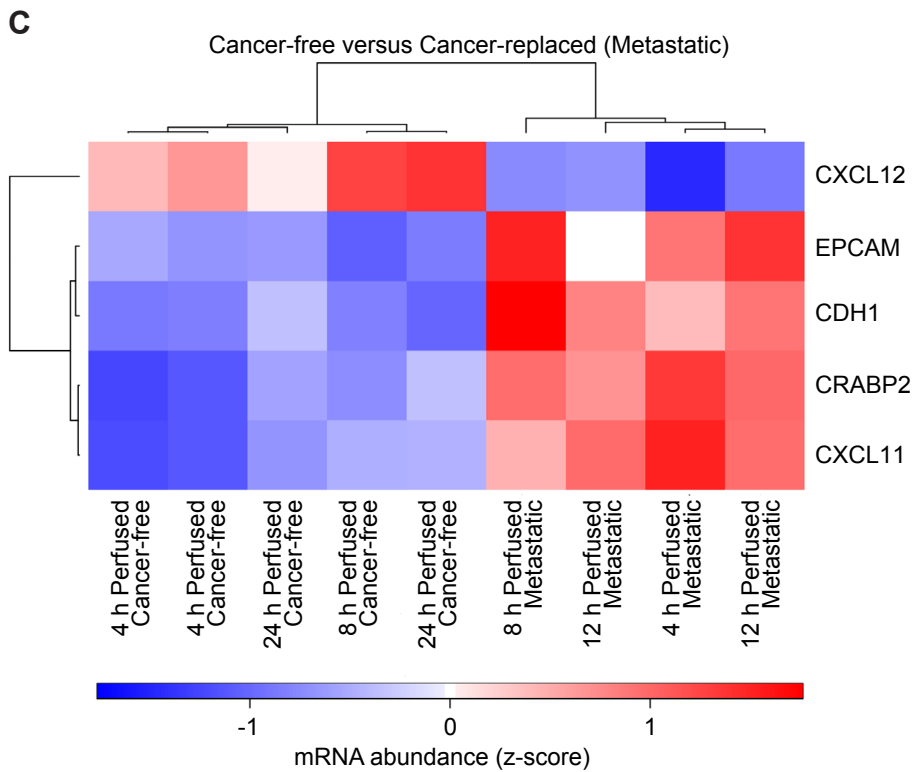 C
Cancer-free versus Cancer-replaced (Metastatic)
CXCL12
EPCAM
CDH1
CRABP2
CXCL11
4 h Perfused
Cancer-free
4 h Perfused
Cancer-free
24 h Perfused
Cancer-free
8 h Perfused
Cancer-free
24 h Perfused
Cancer-free
8 h Perfused
Metastatic
12 h Perfused
Metastatic
4 h Perfused
Metastatic
12 h Perfused
Metastatic
-1 0 1
mRNA abundance (z-score)